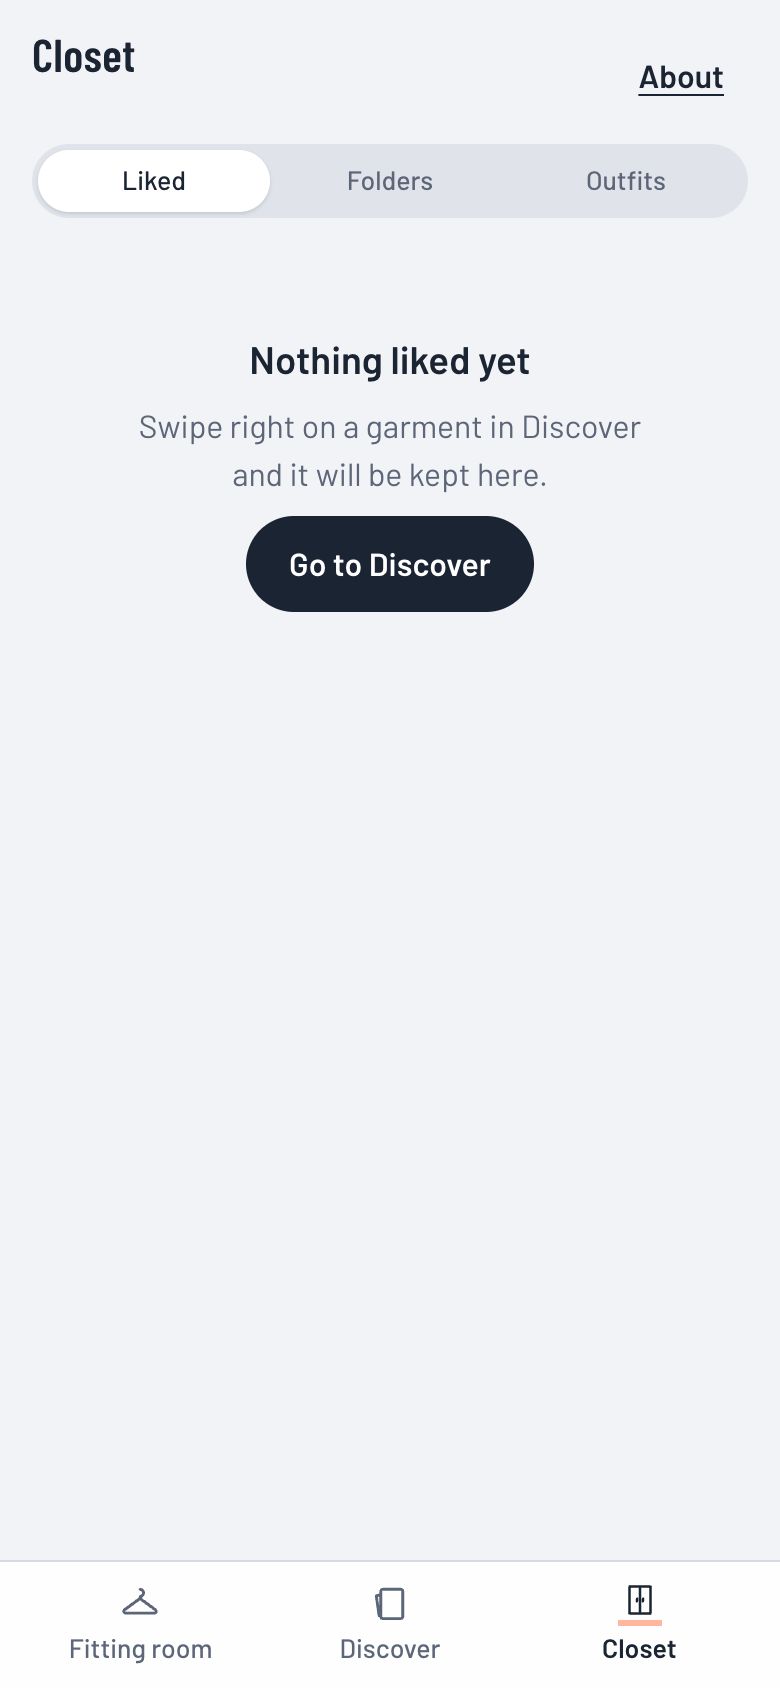 Closet
About
Liked
Folders
Outfits
Nothing liked yet
Swipe right on a garment in Discover
and it will be kept here.
Go to Discover
Fitting room
Discover
Closet